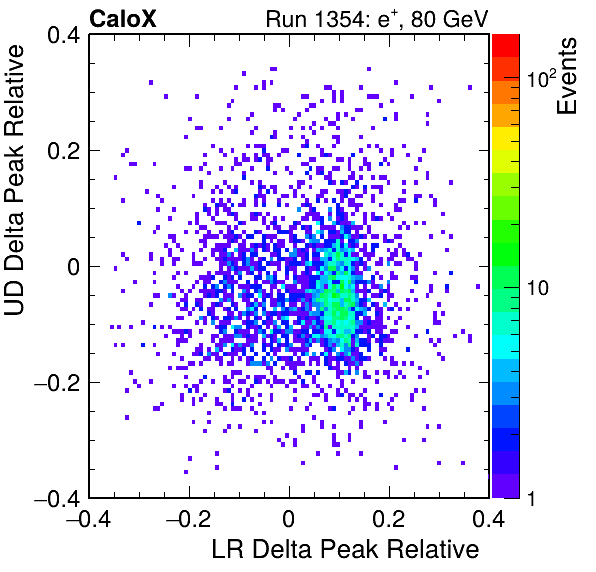 CaloX Run 1354: e⁺, 80 GeV
UD Delta Peak Relative
0.4
0.2
0
−0.2
−0.4
−0.4 −0.2 0 0.2 0.4
LR Delta Peak Relative
Events
10²
10
1